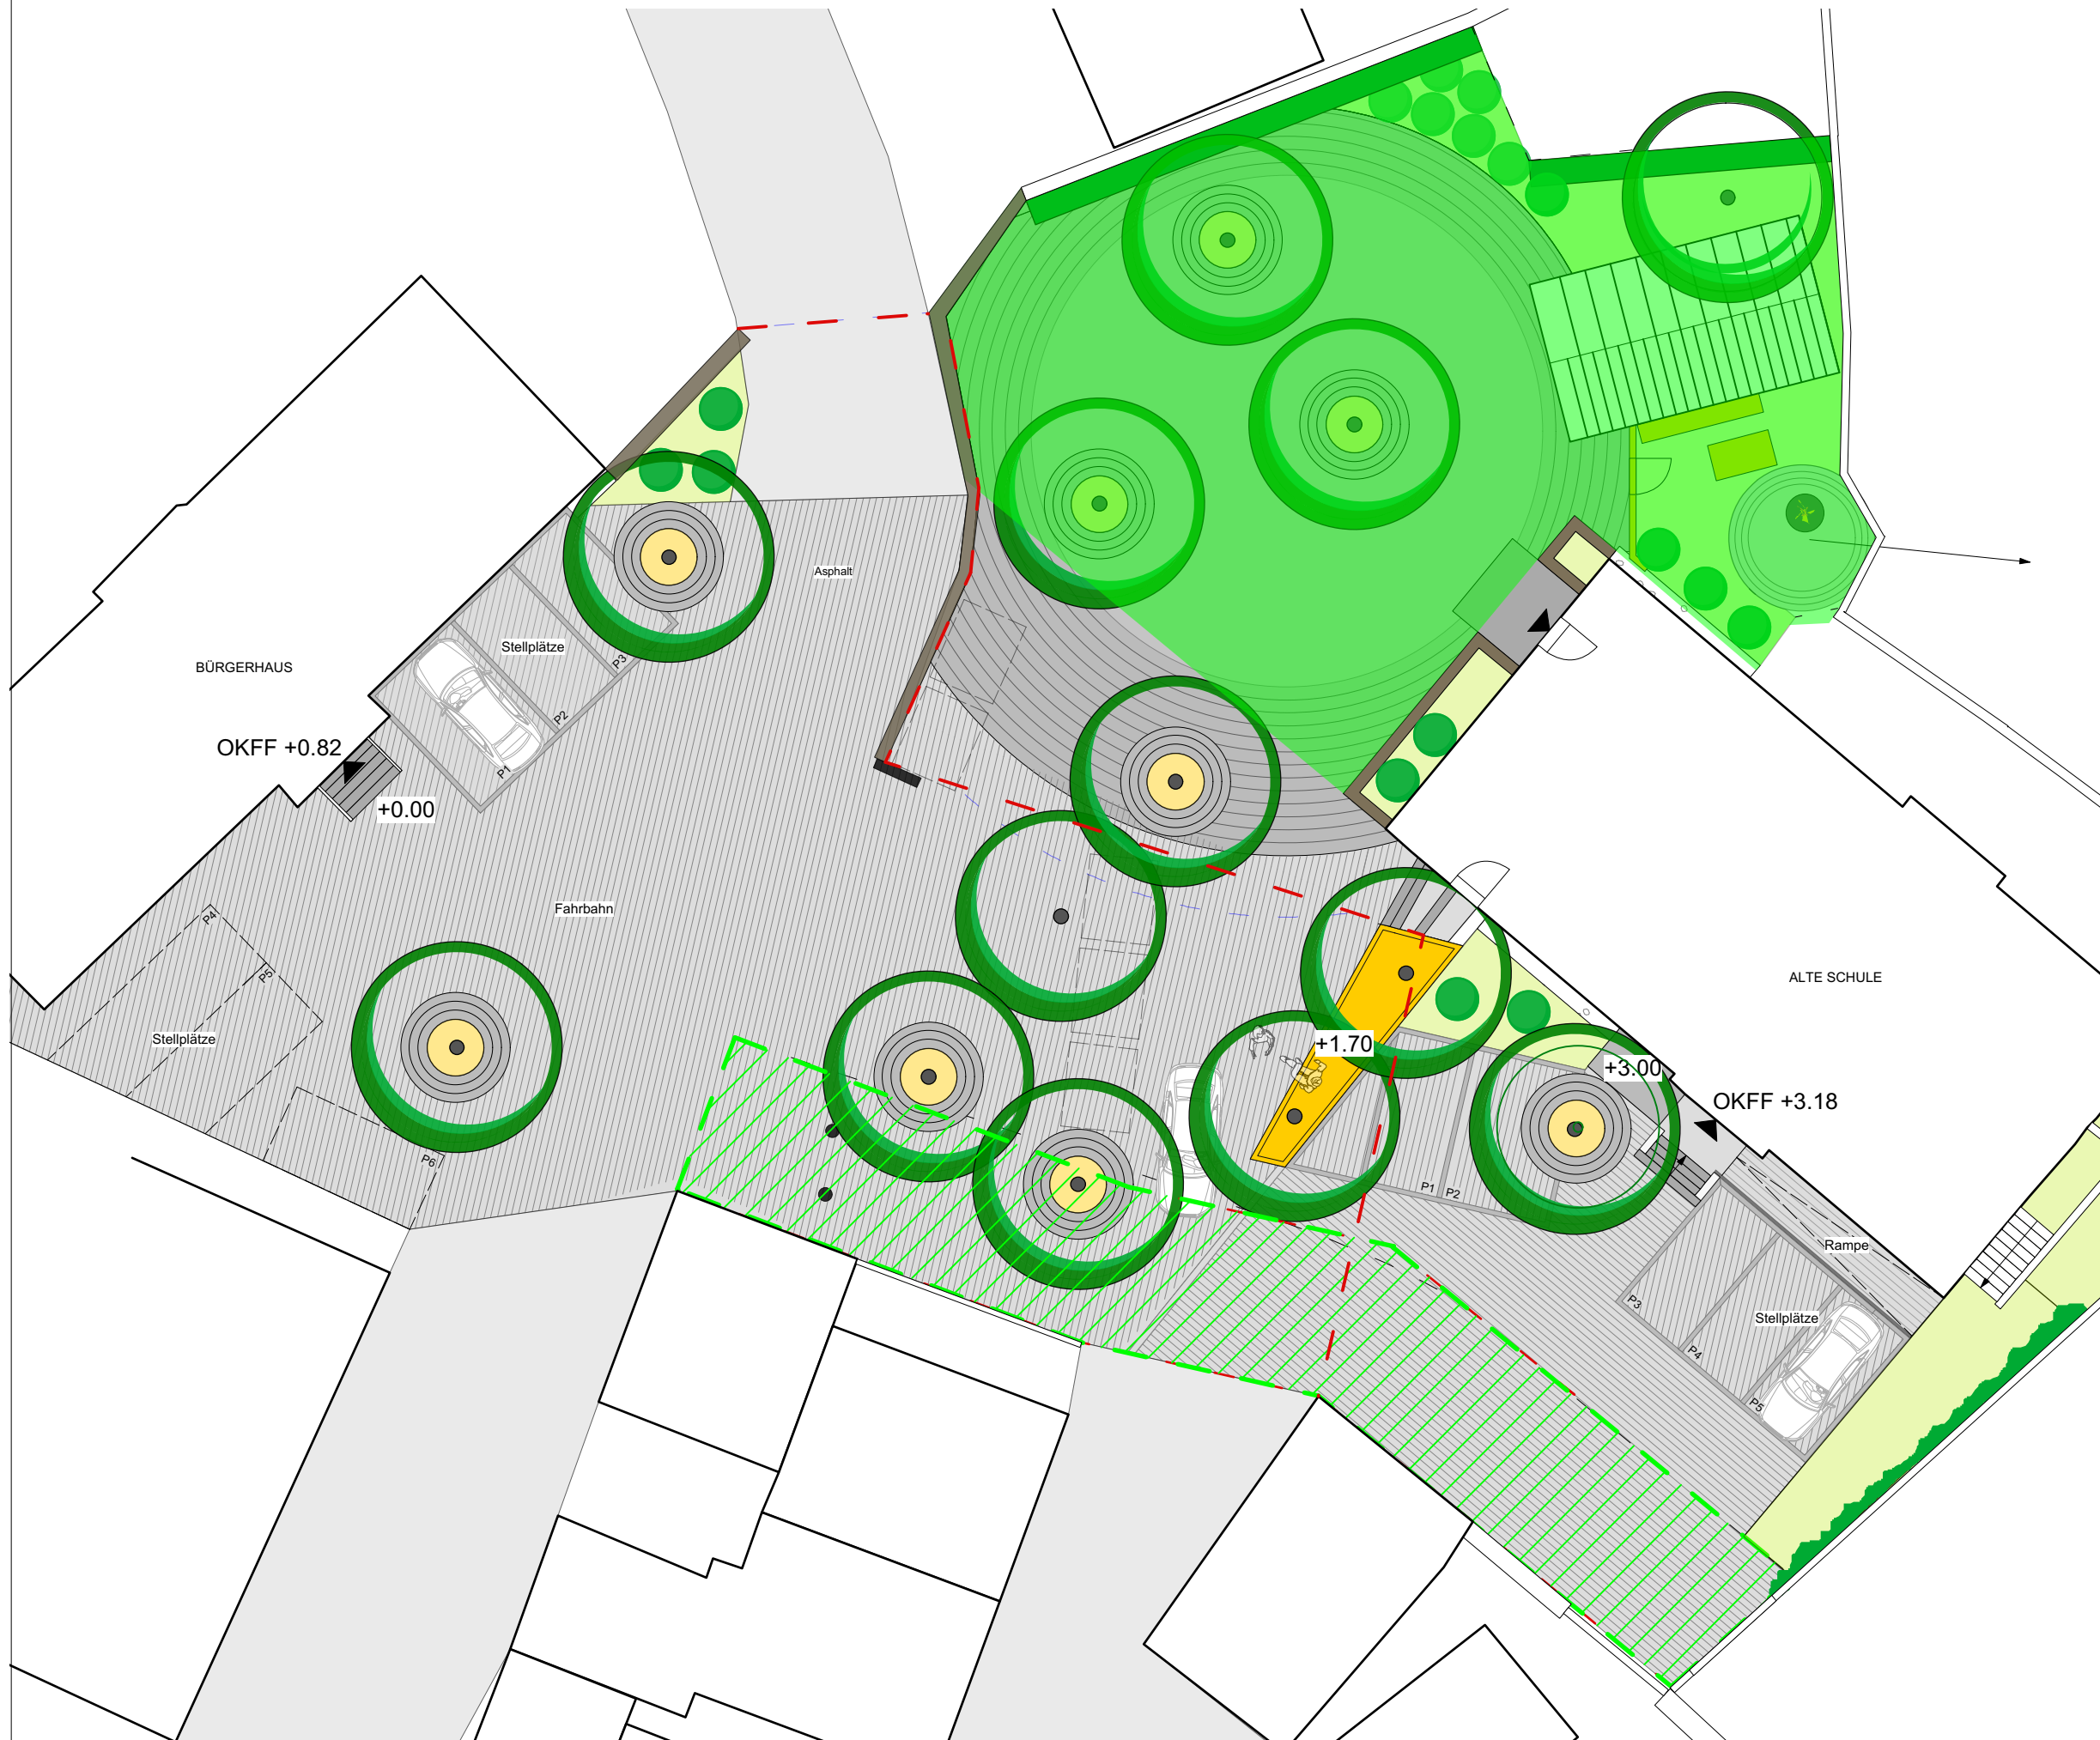 Asphalt
Stellplätze
P3
BÜRGERHAUS
P2
OKFF +0.82
P1
+0.00
Fahrbahn
P4
P5
ALTE SCHULE
Stellplätze
+1.70
+3.00
OKFF +3.18
P6
P1
P2
Rampe
P3
Stellplätze
P4
P5